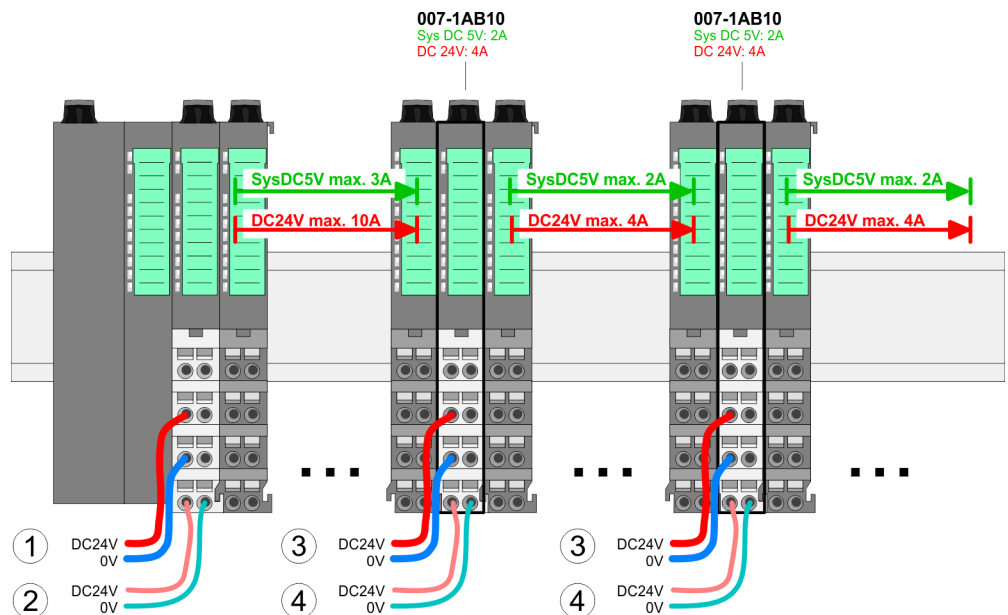 007-1AB10
Sys DC 5V: 2A
DC 24V: 4A
007-1AB10
Sys DC 5V: 2A
DC 24V: 4A
SysDC5V max. 3A
SysDC5V max. 2A
SysDC5V max. 2A
DC24V max. 10A
DC24V max. 4A
DC24V max. 4A
1
DC24V
0V
3
DC24V
0V
3
DC24V
0V
2
DC24V
0V
4
DC24V
0V
4
DC24V
0V